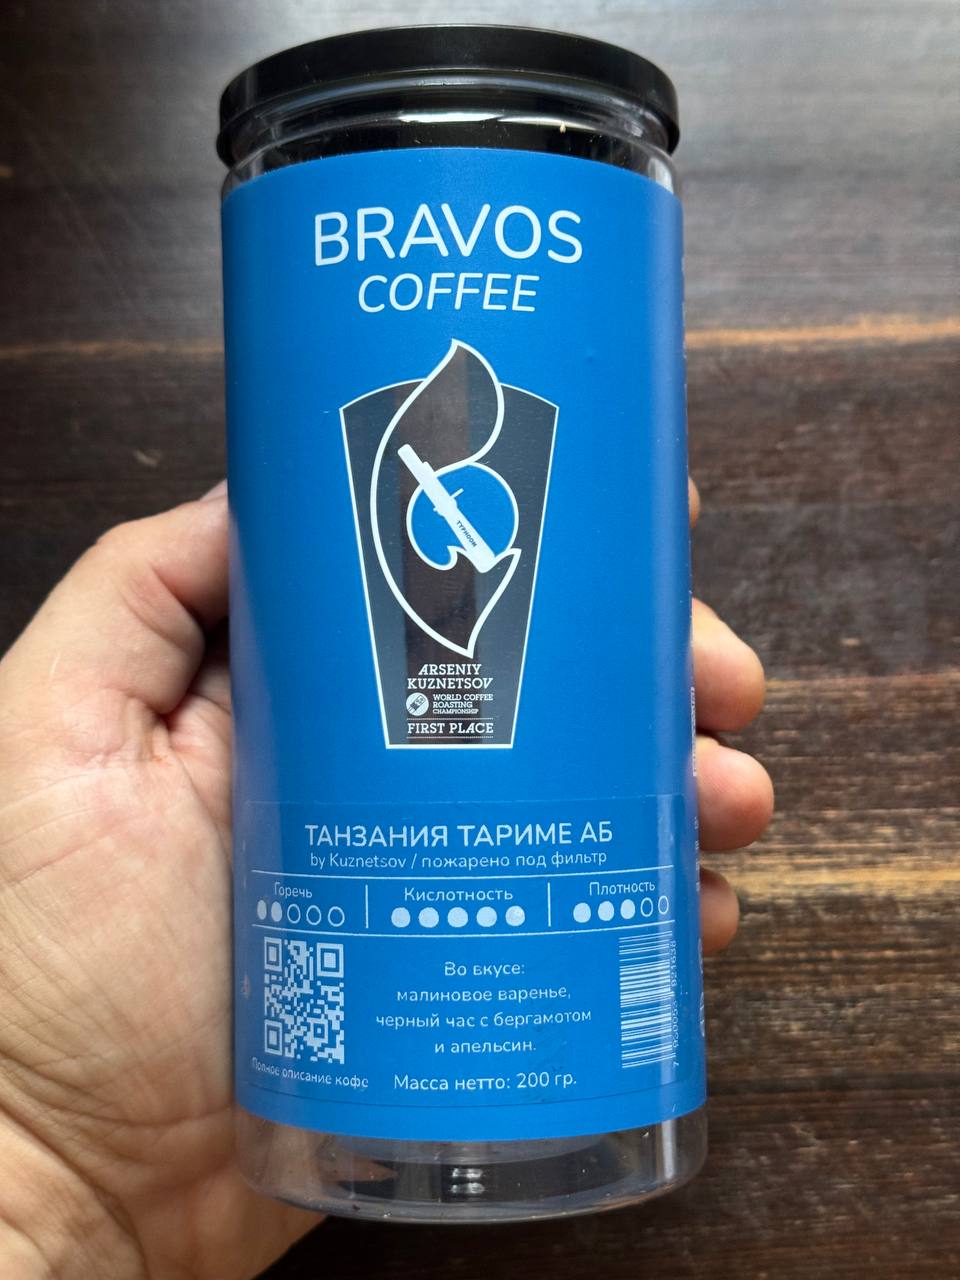 BRAVOS
COFFEE
TYPHOON
ARSENIY
KUZNETSOV
WORLD COFFEE
ROASTING
CHAMPIONSHIP
FIRST PLACE
ТАНЗАНИЯ ТАРИМЕ АБ
by Kuznetsov / пожарено под фильтр
Горечь
Кислотность
Плотность
Во вкусе:
малиновое варенье,
черный час с бергамотом
и апельсин.
Полное описание кофе
Масса нетто: 200 гр.